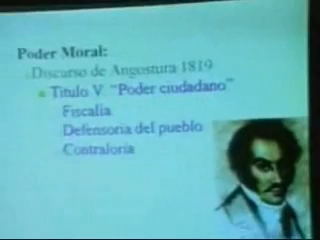 Poder Moral:
Discurso de Angostura 1819
Titulo V. "Poder ciudadano"
Fiscalia
Defensoria del pueblo
Contraloria